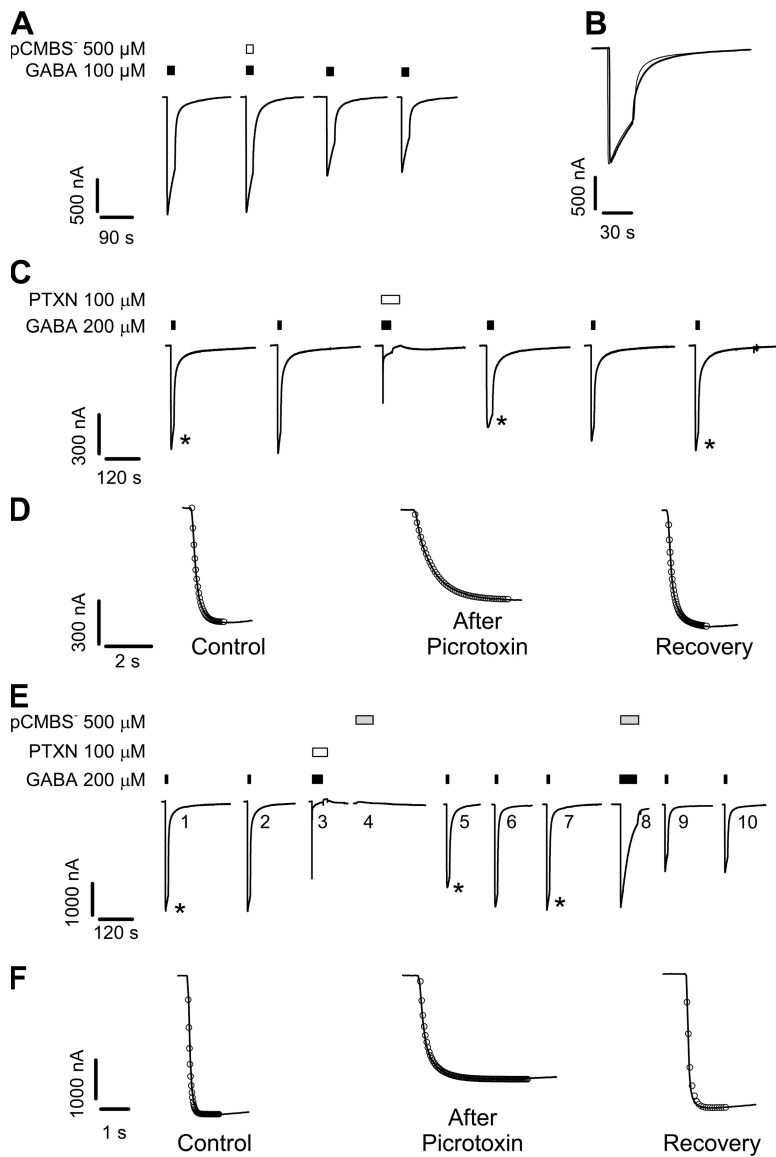 A
pCMBS⁻ 500 µM
GABA 100 µM
500 nA
90 s
B
500 nA
30 s
C
PTXN 100 µM
GABA 200 µM
* * *
300 nA
120 s
D
300 nA
2 s
Control
After
Picrotoxin
Recovery
E
pCMBS⁻ 500 µM
PTXN 100 µM
GABA 200 µM
1 2 3 4 5 6 7 8 9 10
* * *
1000 nA
120 s
F
1000 nA
1 s
Control
After
Picrotoxin
Recovery